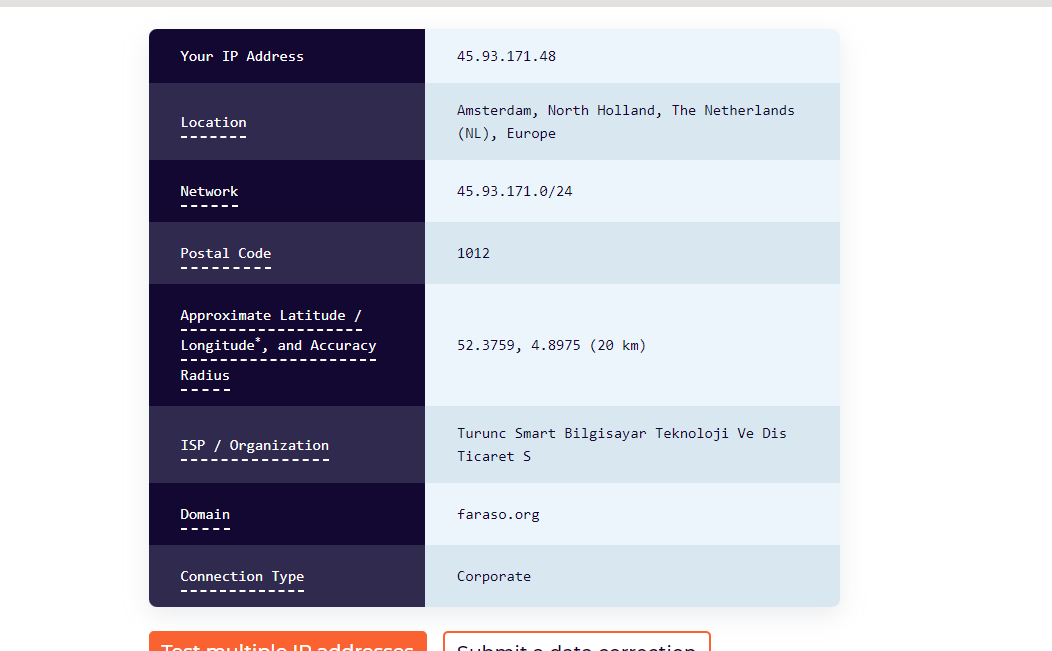 Your IP Address
45.93.171.48
Location
Amsterdam, North Holland, The Netherlands
(NL), Europe
Network
45.93.171.0/24
Postal Code
1012
Approximate Latitude /
Longitude*, and Accuracy
Radius
52.3759, 4.8975 (20 km)
ISP / Organization
Turunc Smart Bilgisayar Teknoloji Ve Dis
Ticaret S
Domain
faraso.org
Connection Type
Corporate
Test multiple IP addresses
Submit a data correction